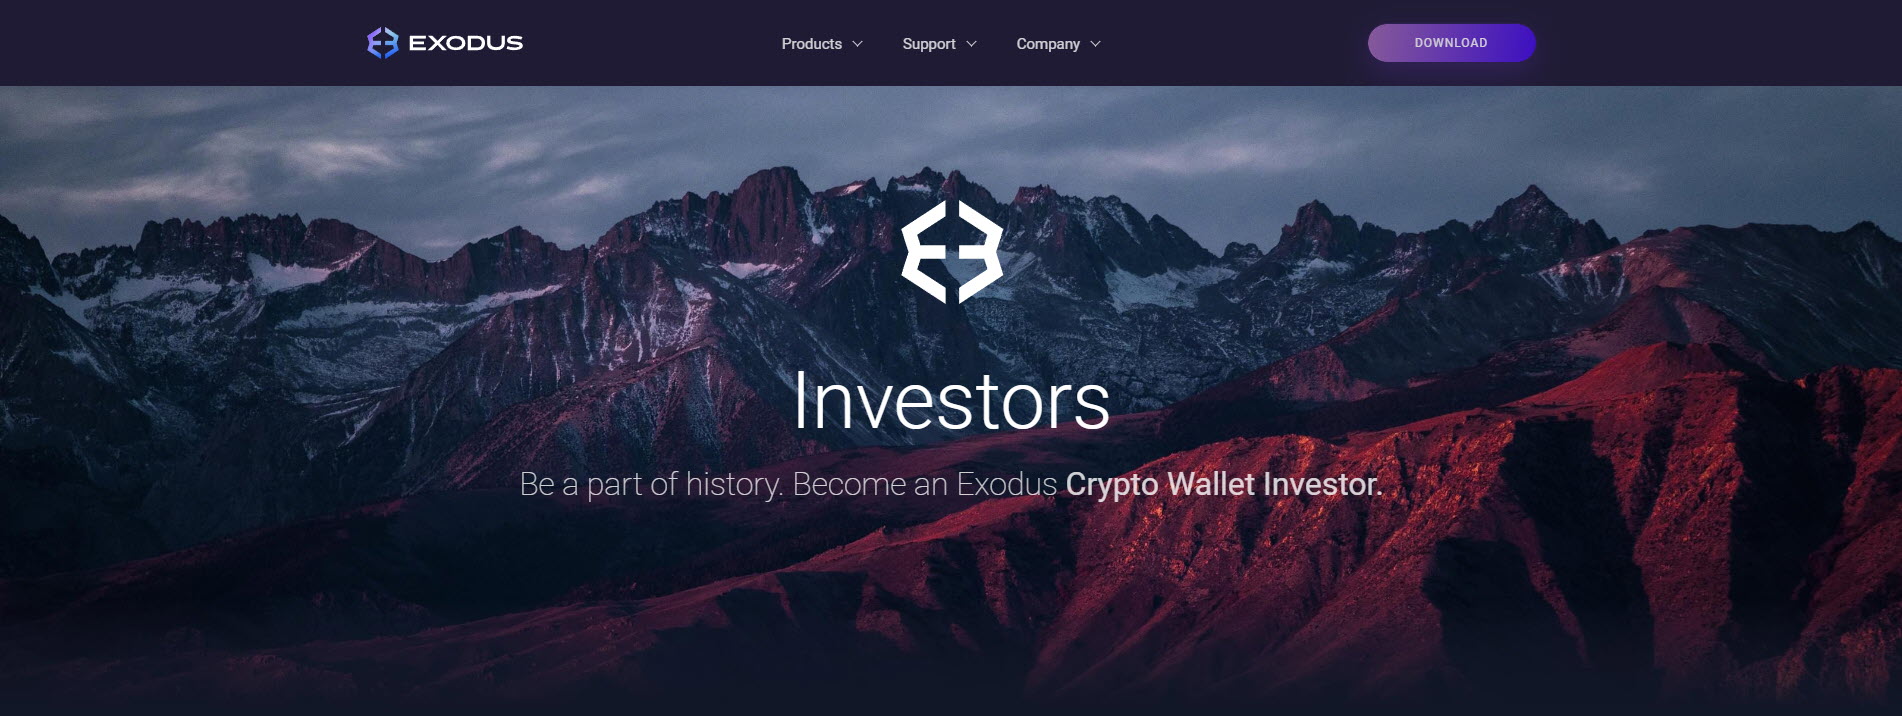 EXODUS
Products
Support
Company
DOWNLOAD
Investors
Be a part of history. Become an Exodus Crypto Wallet Investor.